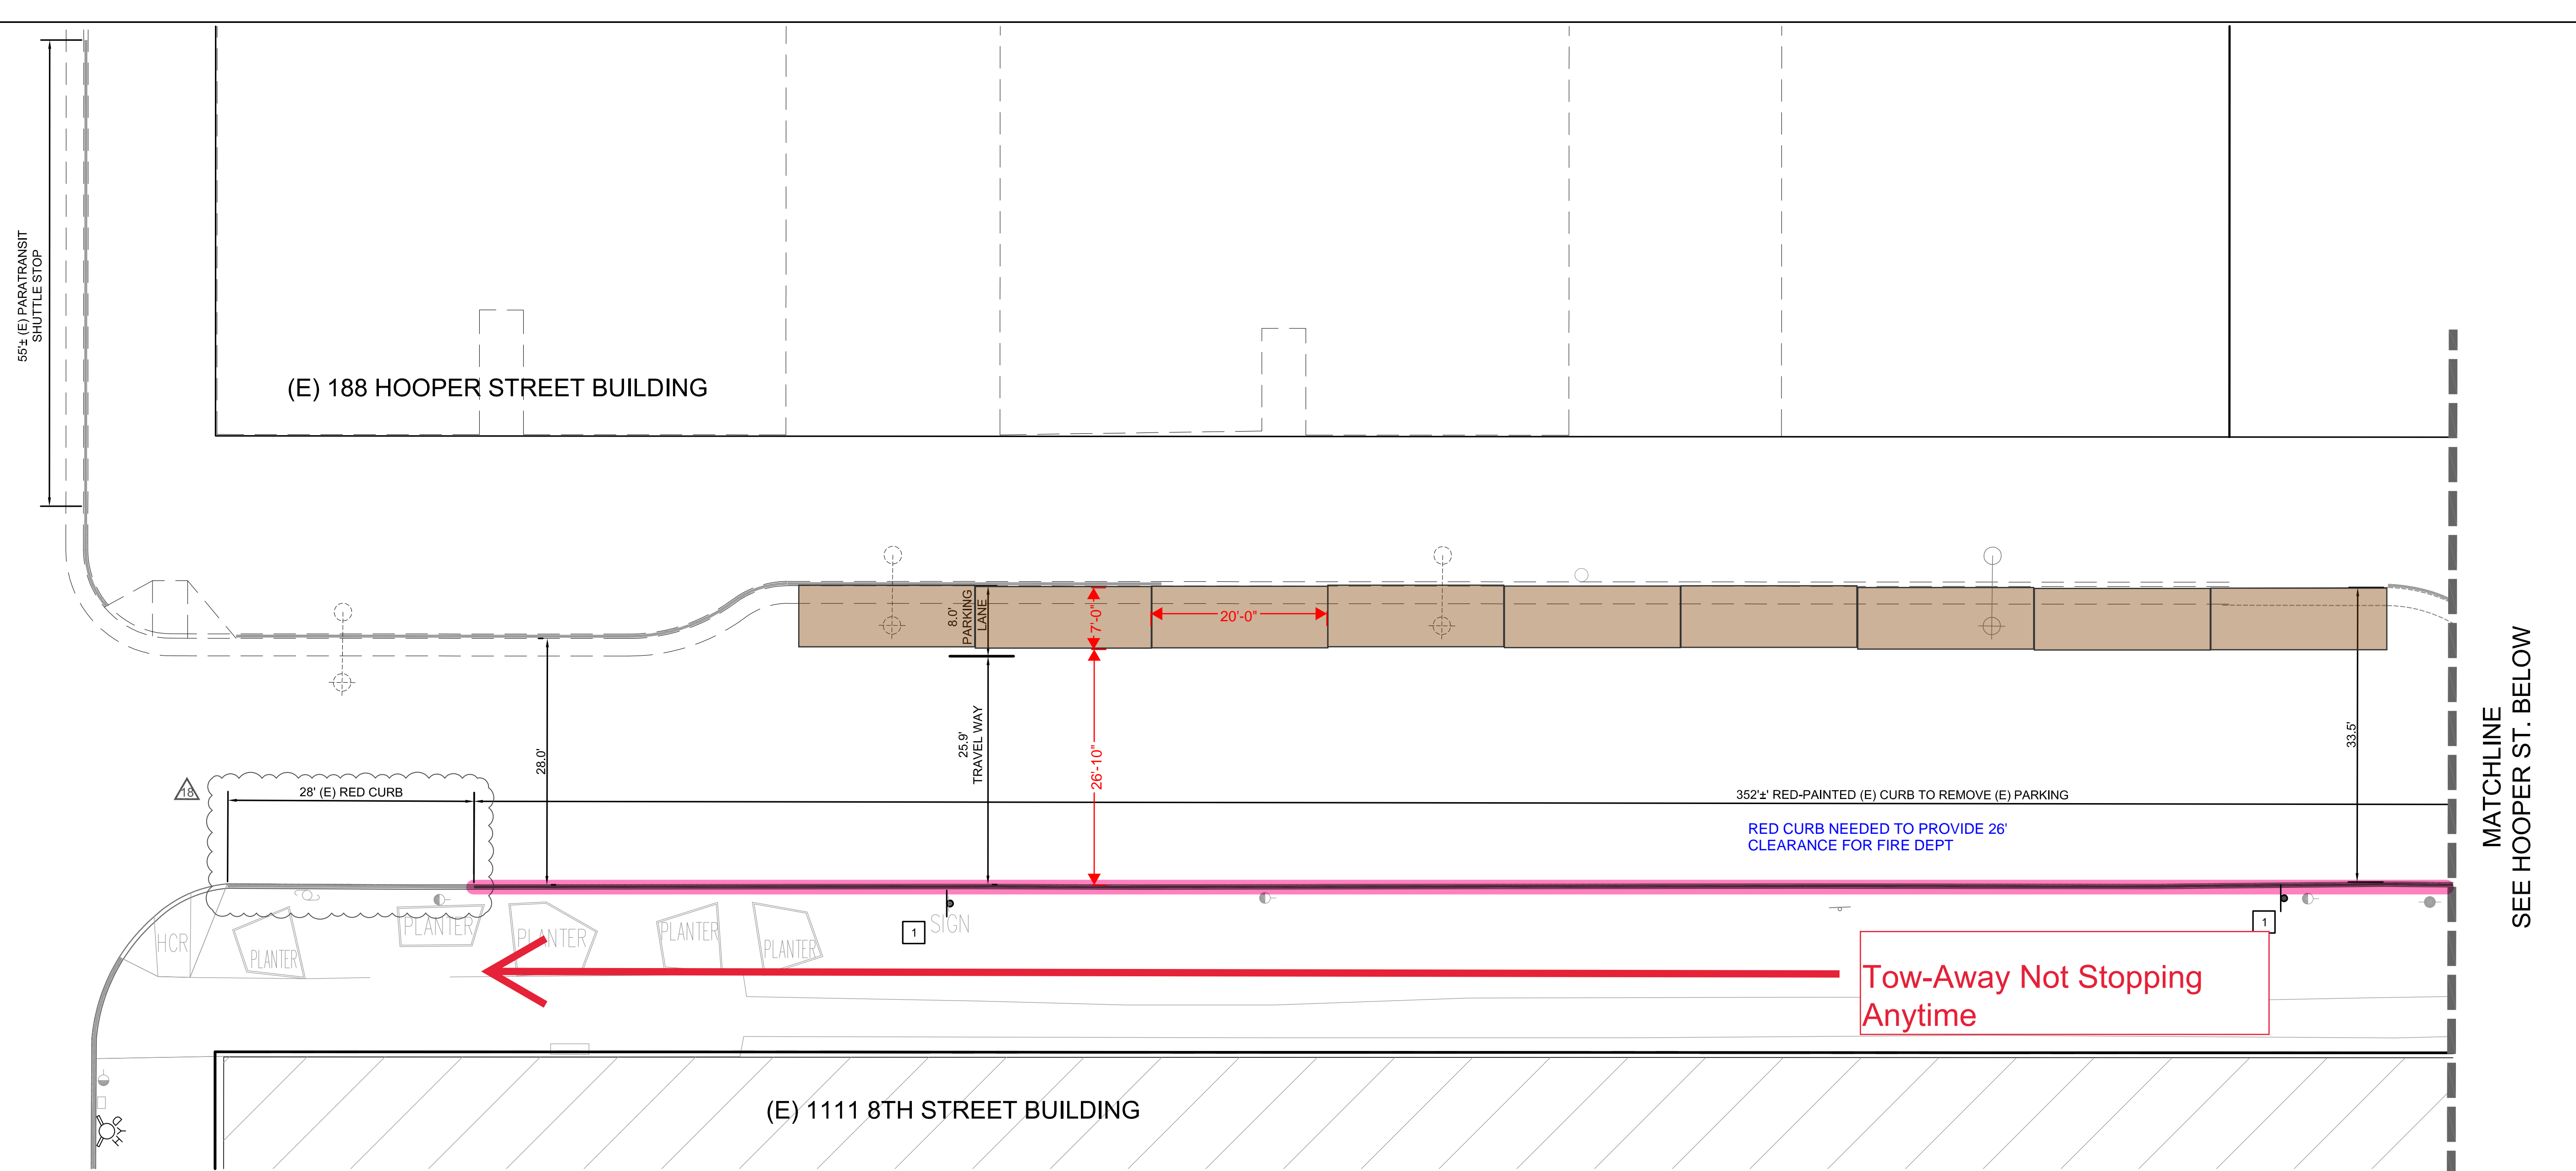 55'± (E) PARATRANSIT
SHUTTLE STOP
(E) 188 HOOPER STREET BUILDING
8.0'
PARKING
LANE
7'-0"
20'-0"
28.0'
25.9'
TRAVEL WAY
26'-10"
33.5'
18
28' (E) RED CURB
352'±' RED-PAINTED (E) CURB TO REMOVE (E) PARKING
RED CURB NEEDED TO PROVIDE 26'
CLEARANCE FOR FIRE DEPT
MATCHLINE
SEE HOOPER ST. BELOW
HCR
PLANTER
PLANTER
PLANTER
PLANTER
PLANTER
1
SIGN
1
Tow-Away Not Stopping
Anytime
(E) 1111 8TH STREET BUILDING
HYD